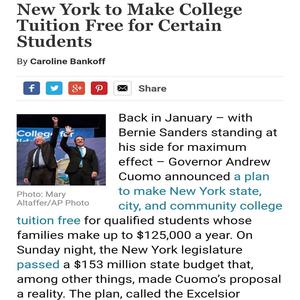 New York to Make College
Tuition Free for Certain
Students
By Caroline Bankoff
Share
Back in January – with
Bernie Sanders standing at
his side for maximum
effect – Governor Andrew
Cuomo announced a plan
to make New York state,
city, and community college
tuition free for qualified students whose
families make up to $125,000 a year. On
Sunday night, the New York legislature
passed a $153 million state budget that,
among other things, made Cuomo's proposal
a reality. The plan, called the Excelsior
College for
Photo: Mary
Altaffer/AP Photo